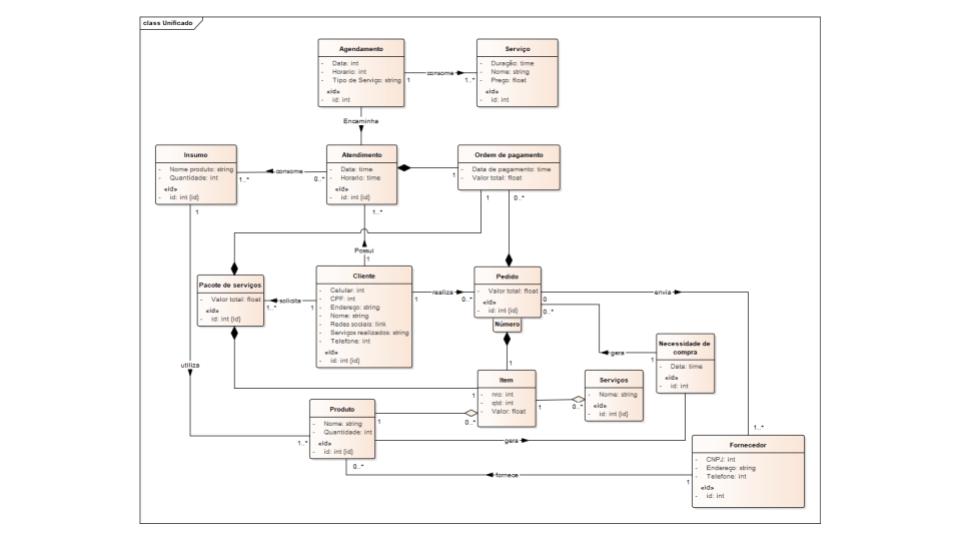 class Unificado
Agendamento
- Data: int
- Horario: int
- Tipo de Serviço: string
«id»
- id: int
1
consome
1..*
Serviço
- Duração: time
- Nome: string
- Preço: float
«id»
- id: int
Encaminha
Insumo
- Nome produto: string
- Quantidade: int
«id»
- id: int {id}
1..*
consome
0..*
1
Atendimento
- Data: time
- Horario: time
«id»
- id: int {id}
1..*
Ordem de pagamento
- Data de pagamento: time
- Valor total: float
1
1
0..*
Possui
1
Pacote de serviços
- Valor total: float
«id»
- id: int {id}
1..*
solicita
1
Cliente
- Celular: int
- CPF: int
- Endereço: string
- Nome: string
- Redes sociais: link
- Serviços realizados: string
- Telefone: int
«id»
- id: int {id}
1
realiza
0..*
Pedido
- Valor total: float
«id»
- id: int {id}
Número
0
0..*
envia
1
utiliza
gera
1
Necessidade de
compra
- Data: time
«id»
- id: int
Item
- nro: int
- qtd: int
- Valor: float
1
0..*
1
0..*
Serviços
- Nome: string
«id»
- id: int {id}
Produto
- Nome: string
- Quantidade: int
«id»
- id: int {id}
1
1..*
0..*
gera
1..*
Fornecedor
- CNPJ: int
- Endereço: string
- Telefone: int
«id»
- id: int
1
fornece